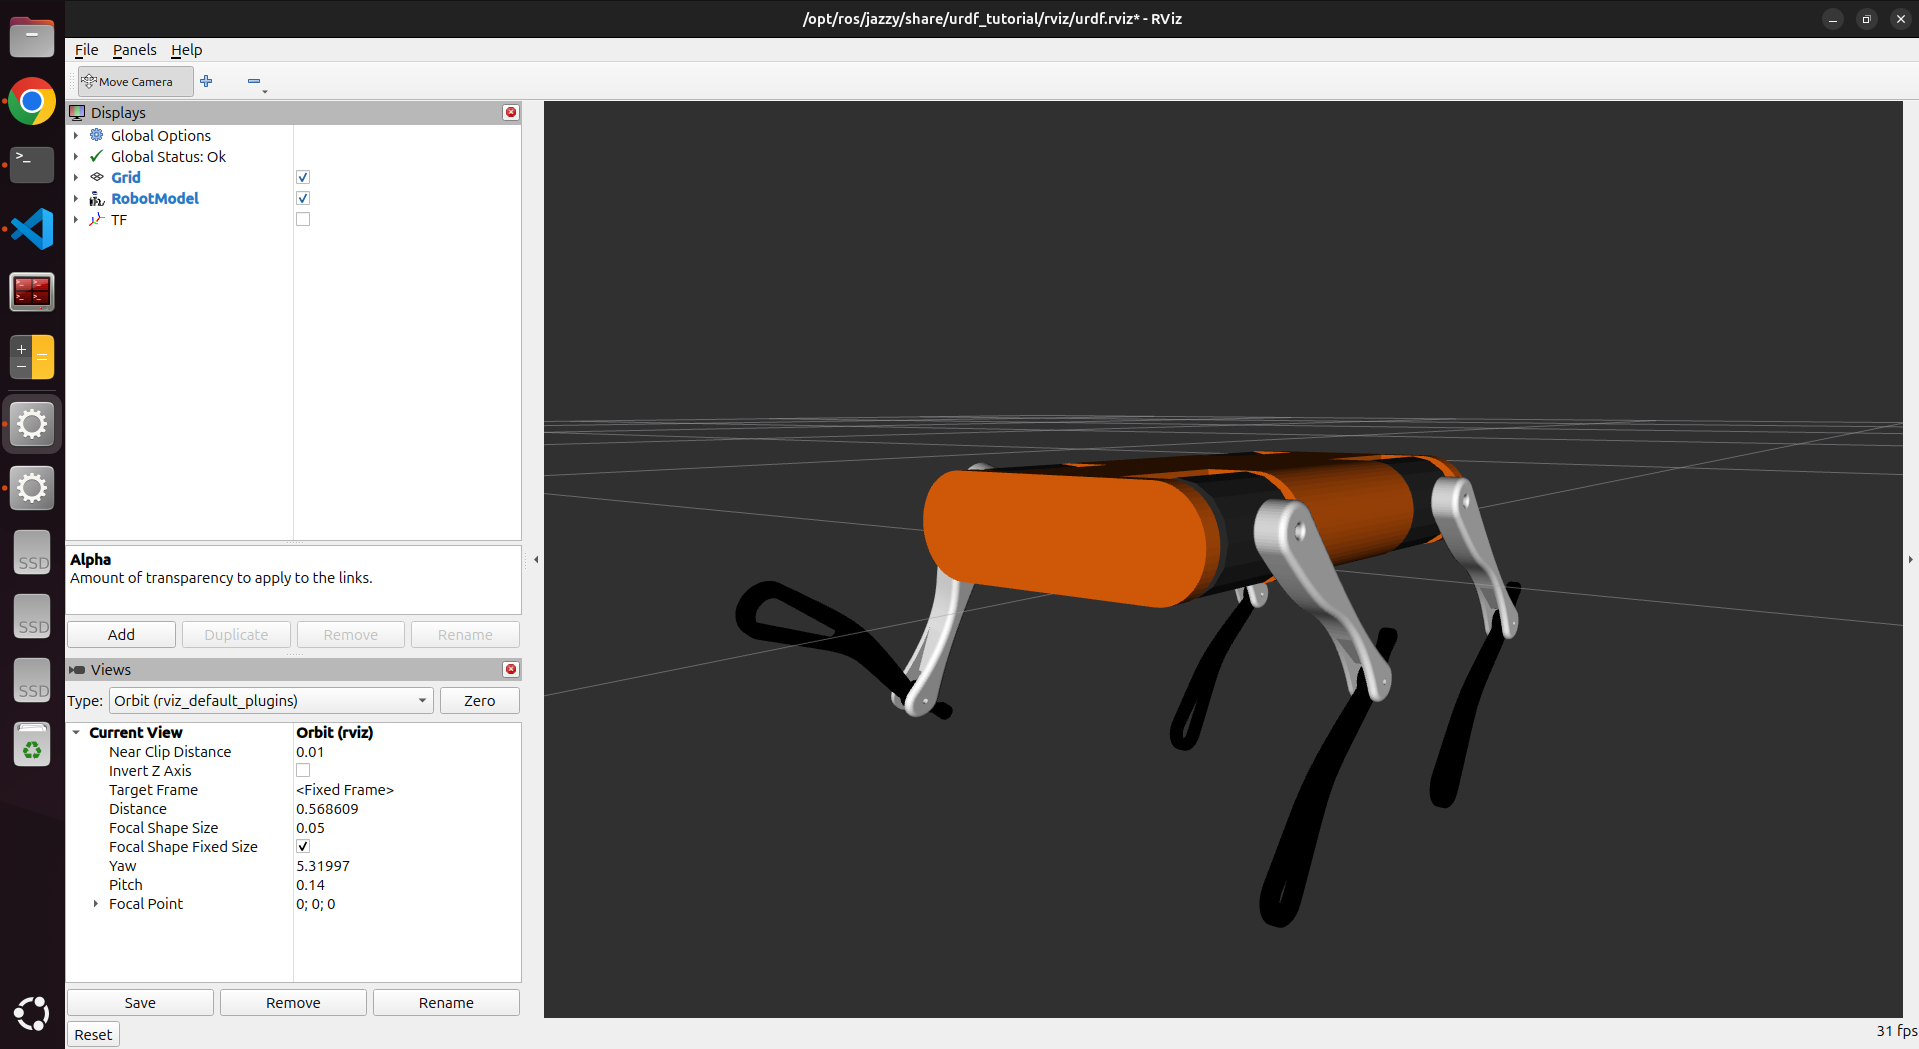 /opt/ros/jazzy/share/urdf_tutorial/rviz/urdf.rviz* - RViz
File Panels Help
Move Camera
Displays
Global Options
Global Status: Ok
Grid
RobotModel
TF
Alpha
Amount of transparency to apply to the links.
Add Duplicate Remove Rename
Views
Type: Orbit (rviz_default_plugins) Zero
Current View Orbit (rviz)
Near Clip Distance 0.01
Invert Z Axis
Target Frame <Fixed Frame>
Distance 0.568609
Focal Shape Size 0.05
Focal Shape Fixed Size
Yaw 5.31997
Pitch 0.14
Focal Point 0; 0; 0
Save Remove Rename
Reset
31 fps
SSD
SSD
SSD